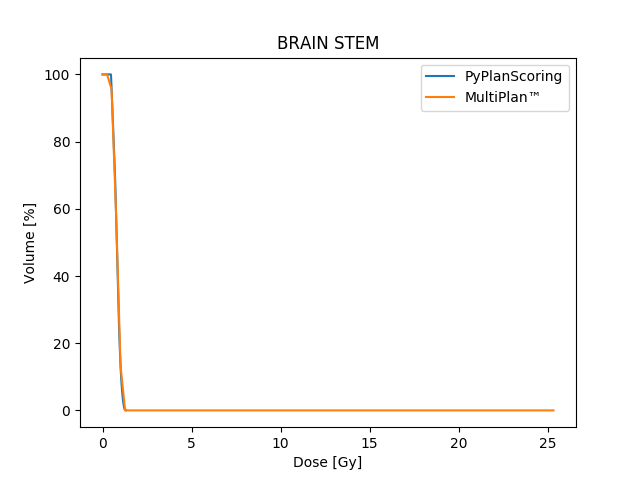 BRAIN STEM
PyPlanScoring
MultiPlan™
Volume [%]
100
80
60
40
20
0
0 5 10 15 20 25
Dose [Gy]